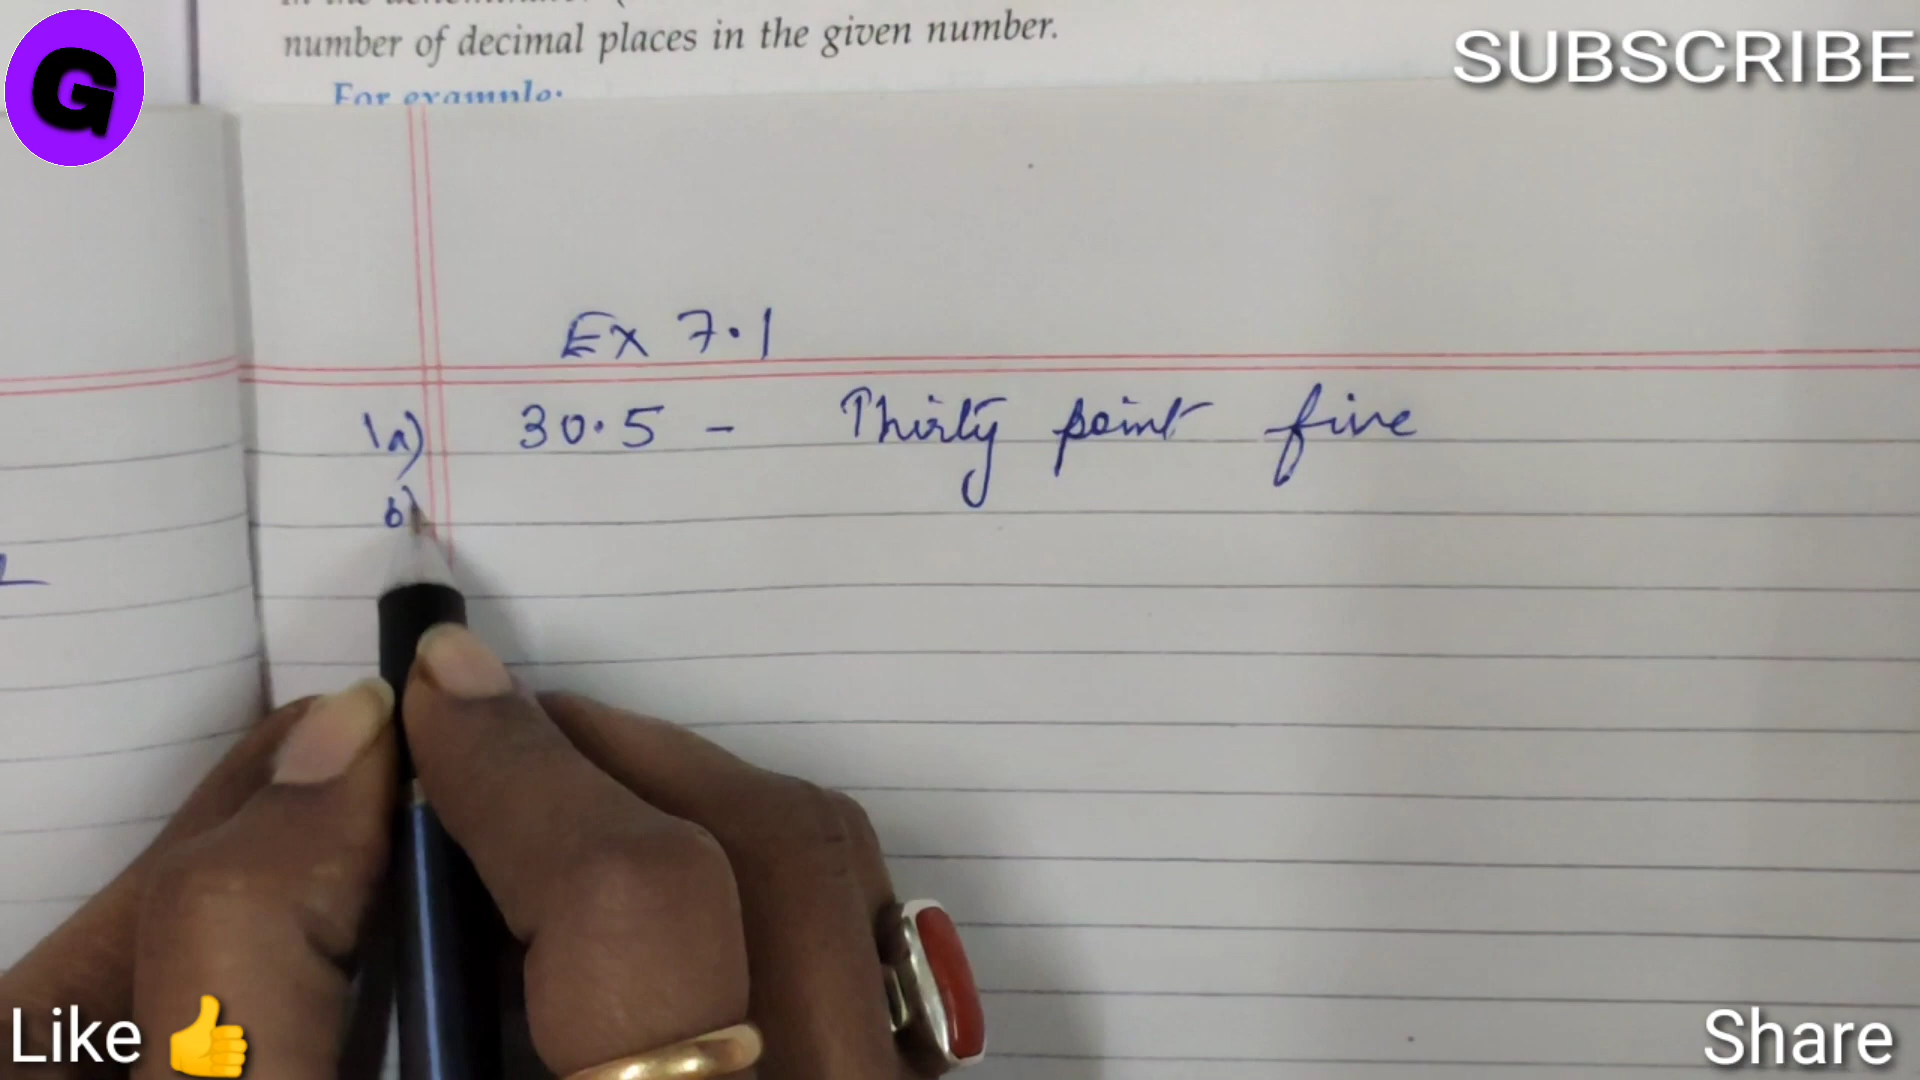 number of decimal places in the given number.
For example:
G
SUBSCRIBE
Ex 7.1
1a) 30.5 - Thirty point five
b)
Like 👍
Share